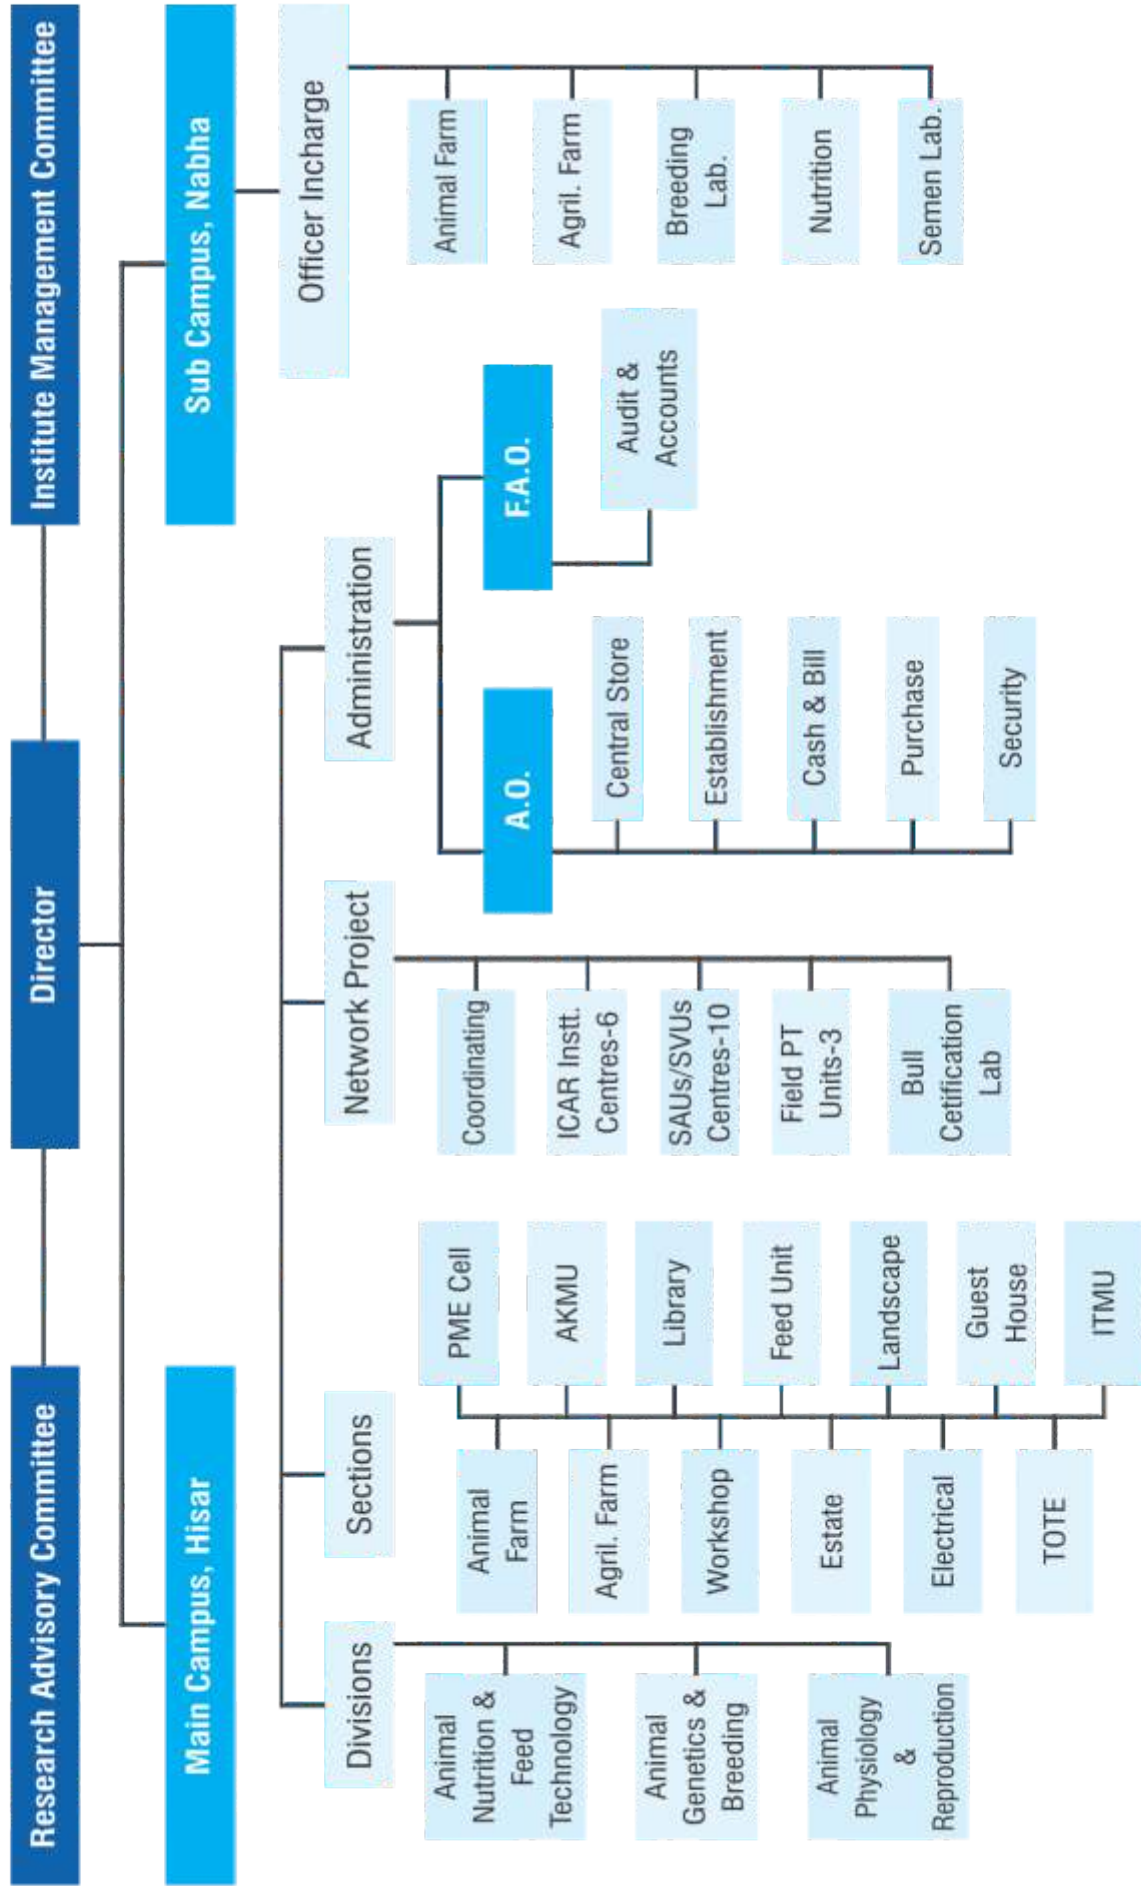 Research Advisory Committee
Director
Institute Management Committee
Main Campus, Hisar
Sub Campus, Nabha
Divisions
Animal
Nutrition &
Feed
Technology
Animal
Genetics &
Breeding
Animal
Physiology
&
Reproduction
Sections
Animal
Farm
Agril. Farm
Workshop
Estate
Electrical
TOTE
PME Cell
AKMU
Library
Feed Unit
Landscape
Guest
House
ITMU
Network Project
Coordinating
ICAR Instt.
Centres-6
SAUs/SVUs
Centres-10
Field PT
Units-3
Bull
Cetification
Lab
Administration
A.O.
Central Store
Establishment
Cash & Bill
Purchase
Security
F.A.O.
Audit &
Accounts
Officer Incharge
Animal Farm
Agril. Farm
Breeding
Lab.
Nutrition
Semen Lab.